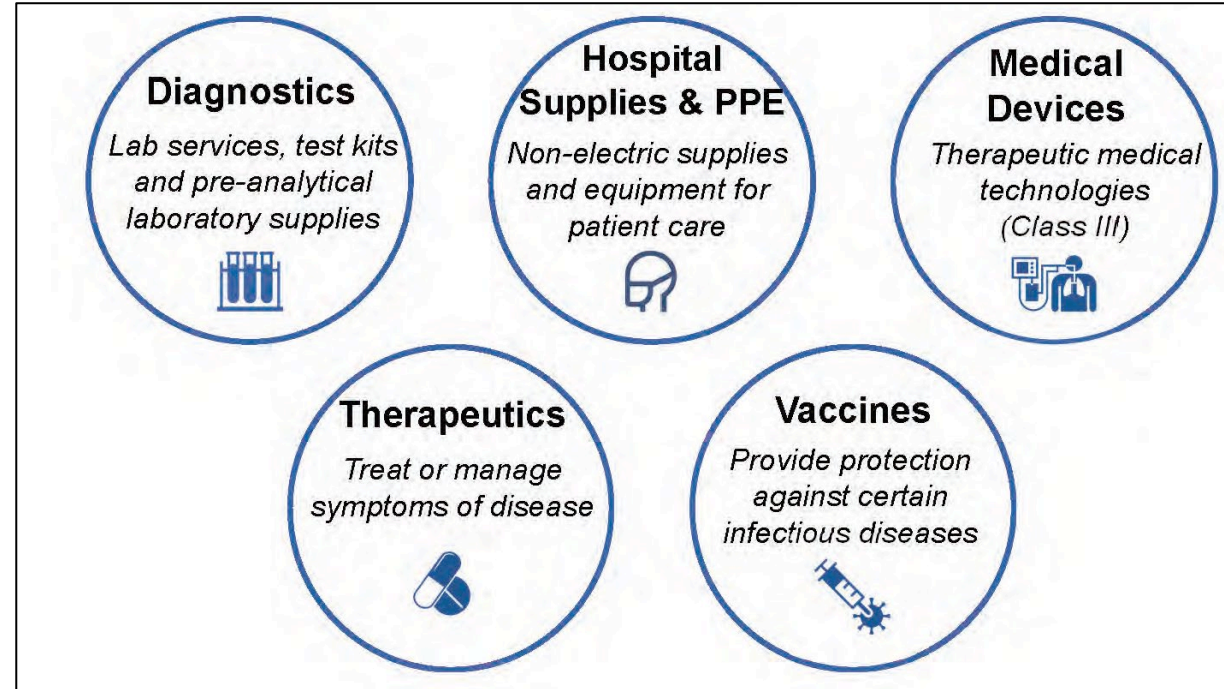 Diagnostics
Lab services, test kits
and pre-analytical
laboratory supplies
Hospital
Supplies & PPE
Non-electric supplies
and equipment for
patient care
Medical
Devices
Therapeutic medical
technologies
(Class III)
Therapeutics
Treat or manage
symptoms of disease
Vaccines
Provide protection
against certain
infectious diseases